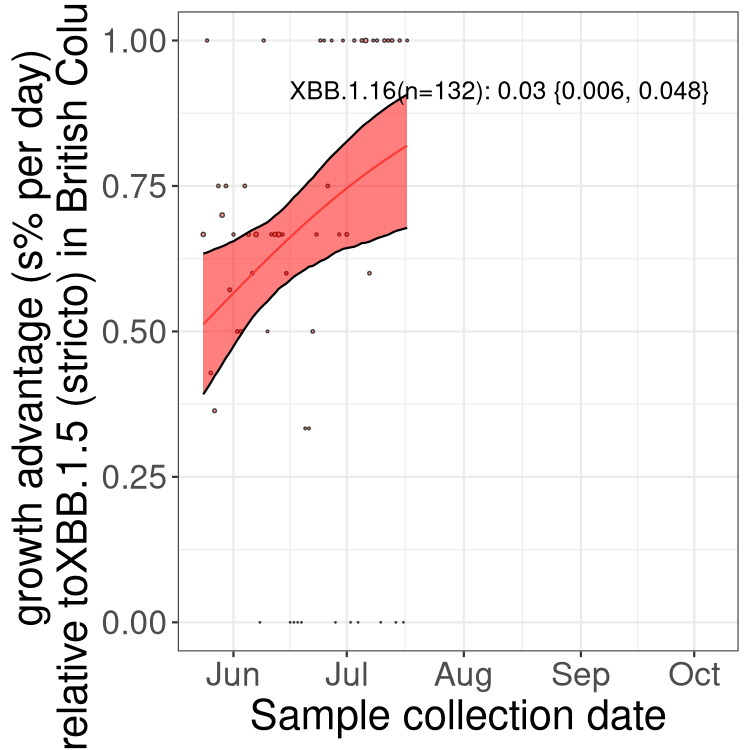 growth advantage (s% per day)
relative toXBB.1.5 (stricto) in British Colu
1.00
0.75
0.50
0.25
0.00
XBB.1.16(n=132): 0.03 {0.006, 0.048}
Jun Jul Aug Sep Oct
Sample collection date